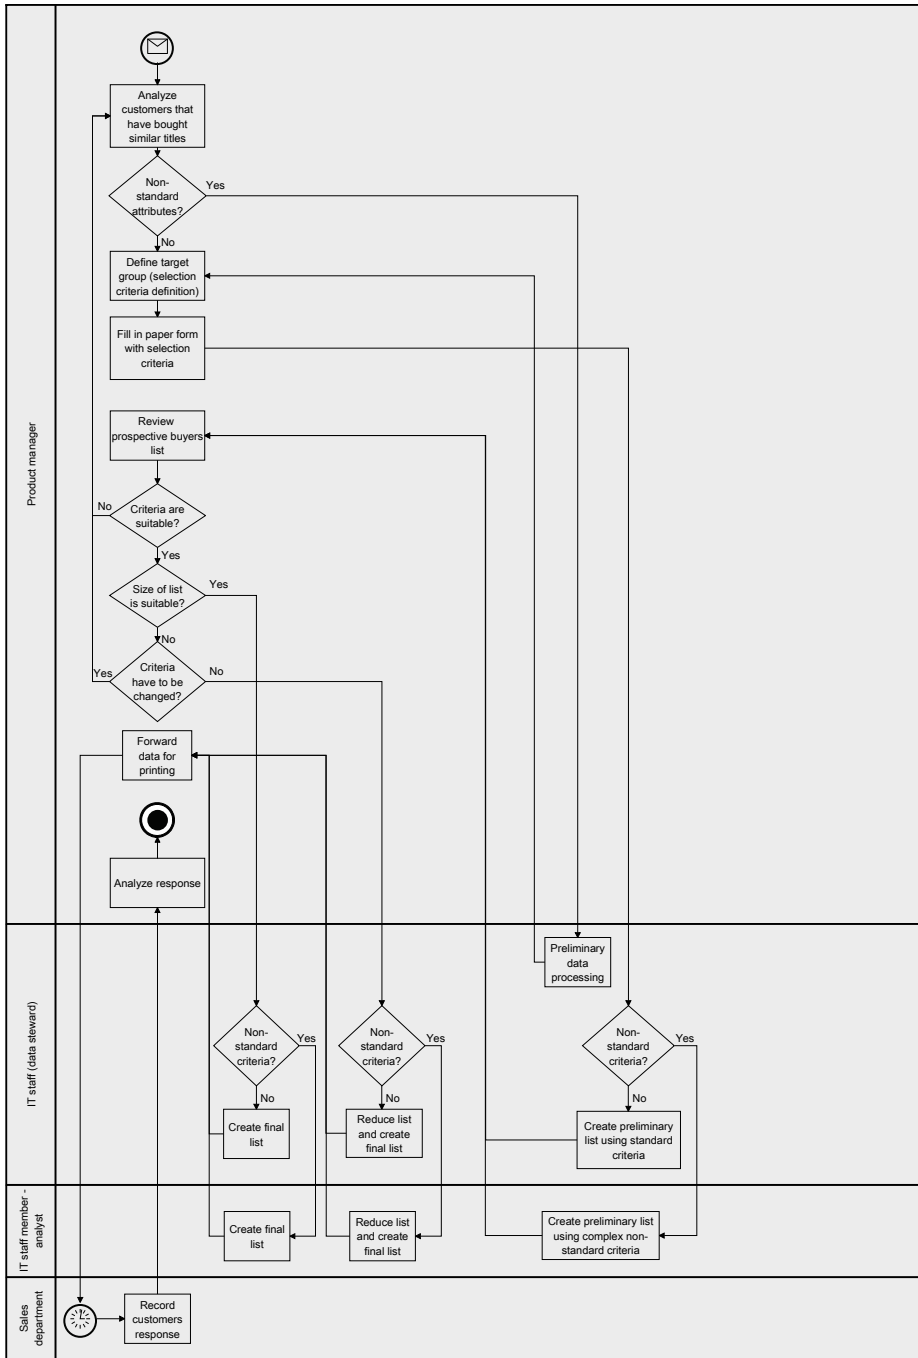 Product manager
Analyze
customers that
have bought
similar titles
Non-
standard
attributes?
Yes
No
Define target
group (selection
criteria definition)
Fill in paper form
with selection
criteria
Review
prospective buyers
list
Criteria are
suitable?
No
Yes
Size of list
is suitable?
Yes
No
Criteria
have to be
changed?
Yes
No
Forward
data for
printing
Analyze response
IT staff (data steward)
Preliminary
data
processing
Non-
standard
criteria?
Yes
No
Create final
list
Non-
standard
criteria?
Yes
No
Reduce list
and create
final list
Non-
standard
criteria?
Yes
No
Create preliminary
list using standard
criteria
IT staff member -
analyst
Create final
list
Reduce list
and create
final list
Create preliminary list
using complex non-
standard criteria
Sales
department
Record
customers
response